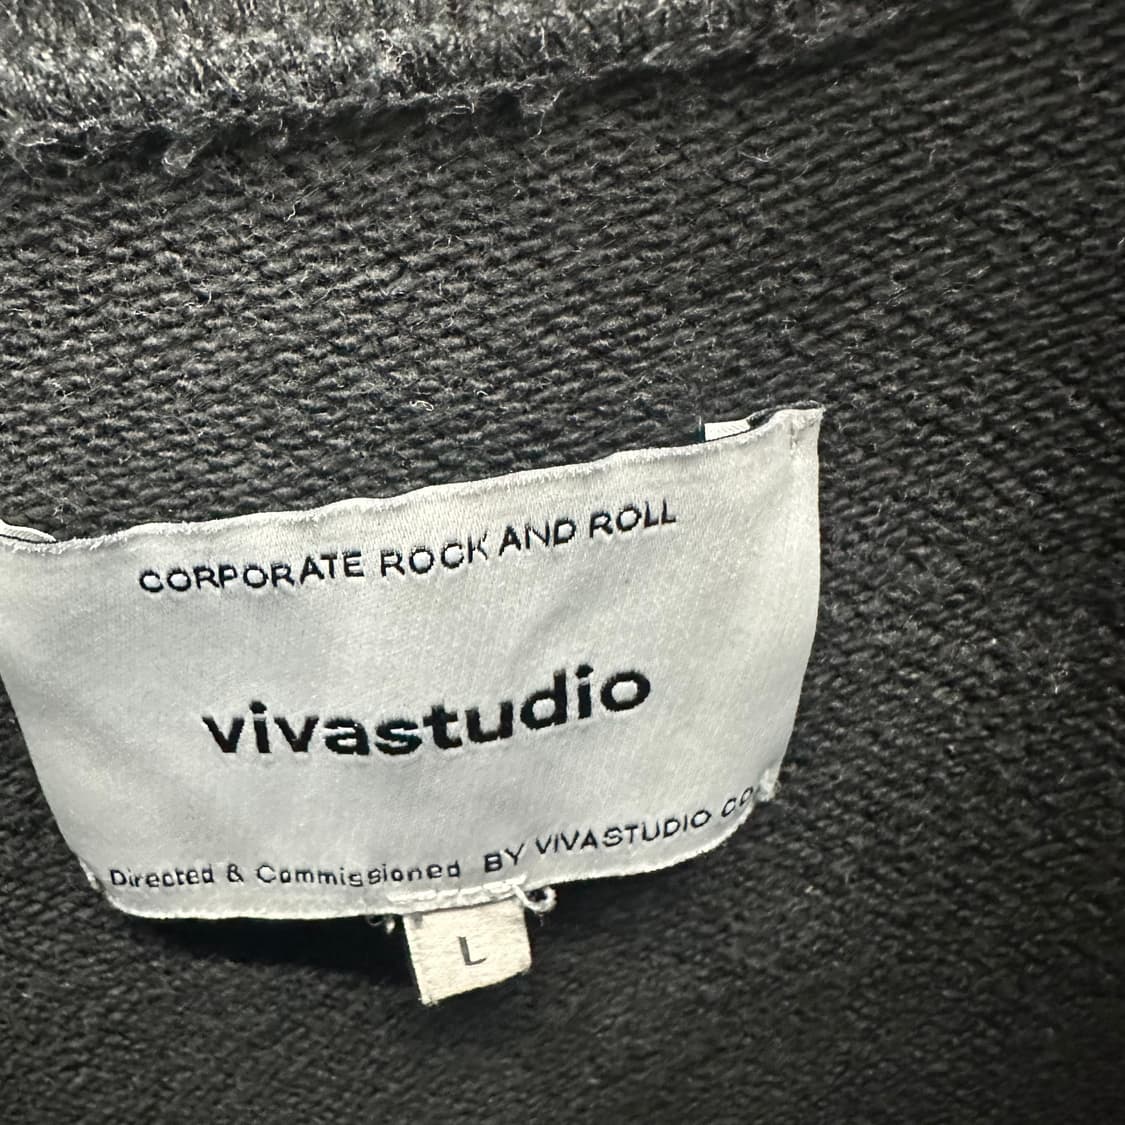 CORPORATE ROCK AND ROLL
vivastudio
Directed & Commissioned BY VIVASTUDIO CO
L